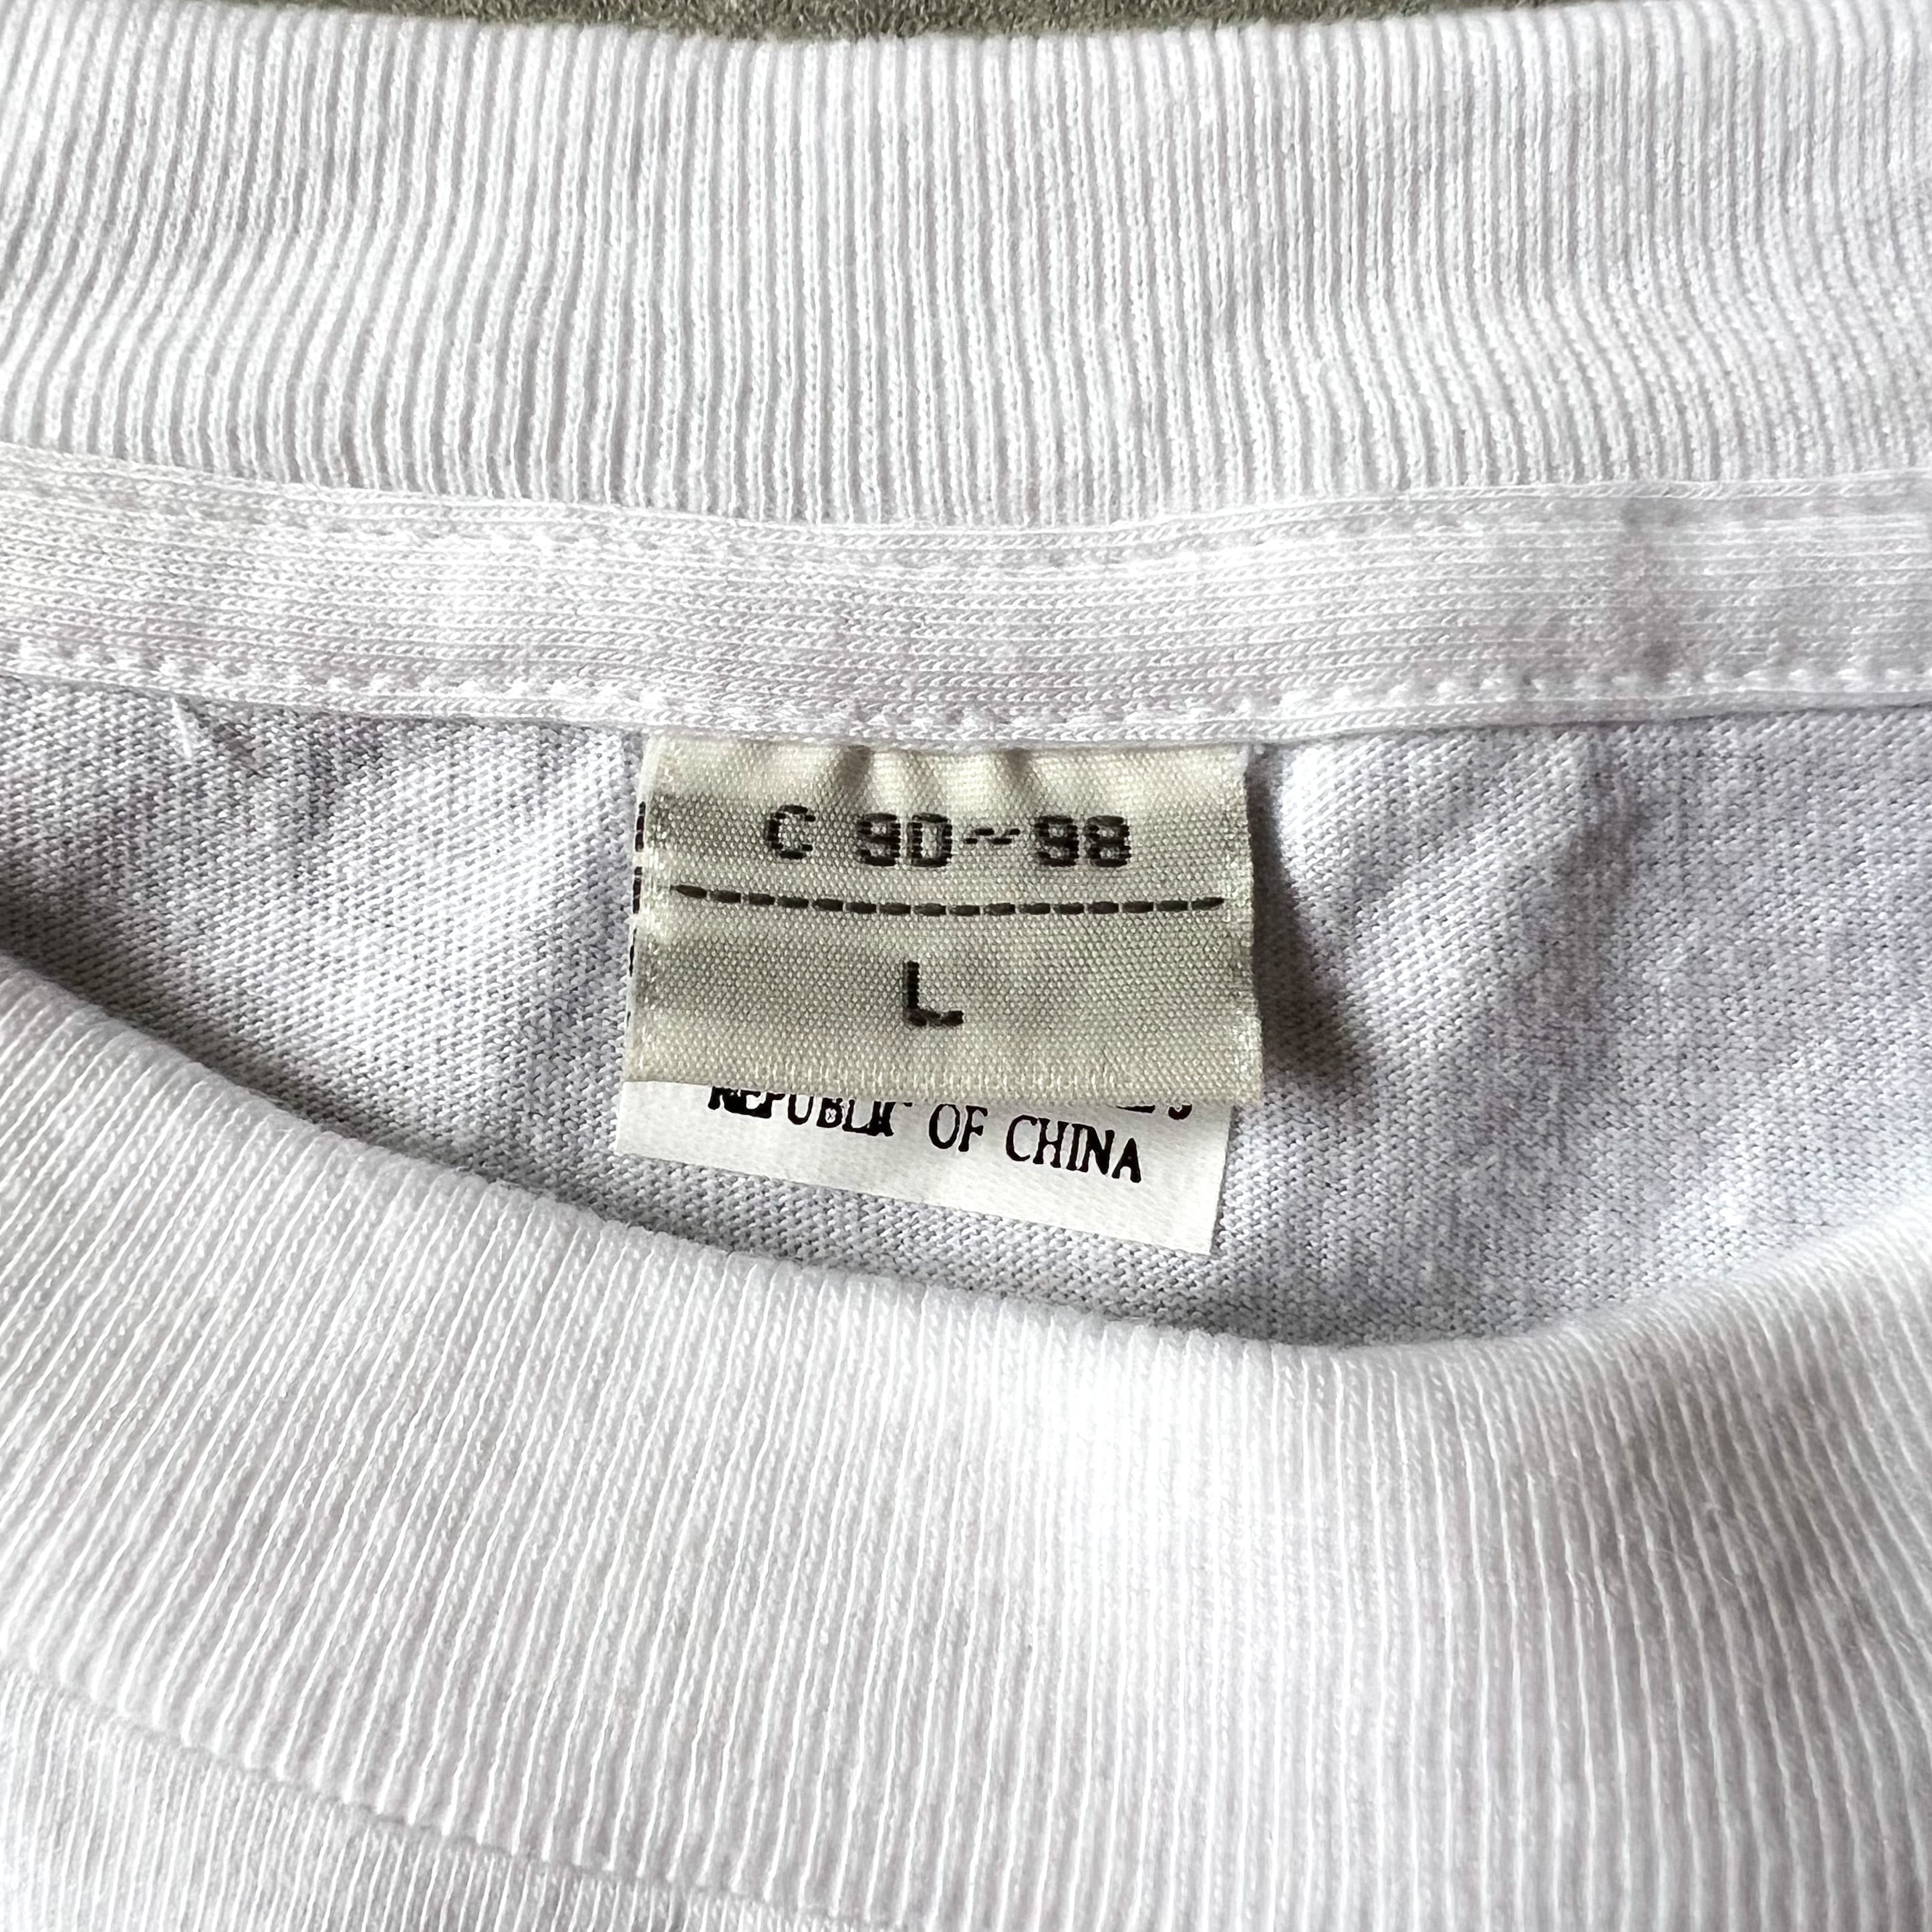 C 90~98
L
REPUBLIC OF CHINA